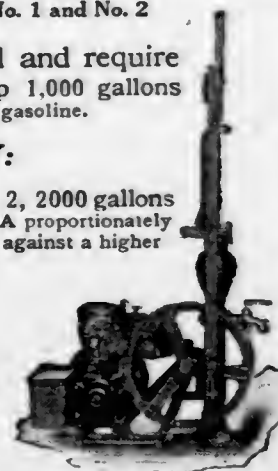 No. 1 and No. 2
and require
1,000 gallons
gasoline.
2, 2000 gallons
A proportionately
against a higher